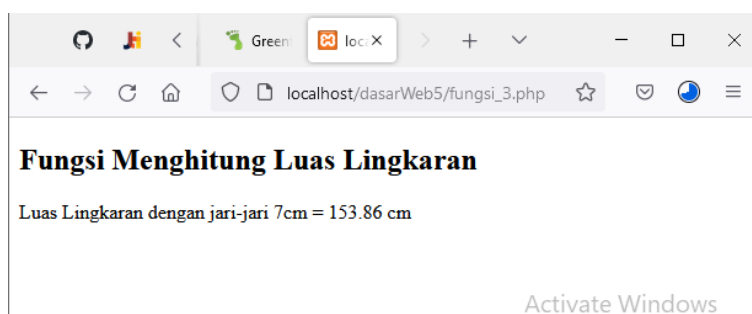 Green
loc
localhost/dasarWeb5/fungsi_3.php
Fungsi Menghitung Luas Lingkaran
Luas Lingkaran dengan jari-jari 7cm = 153.86 cm
Activate Windows